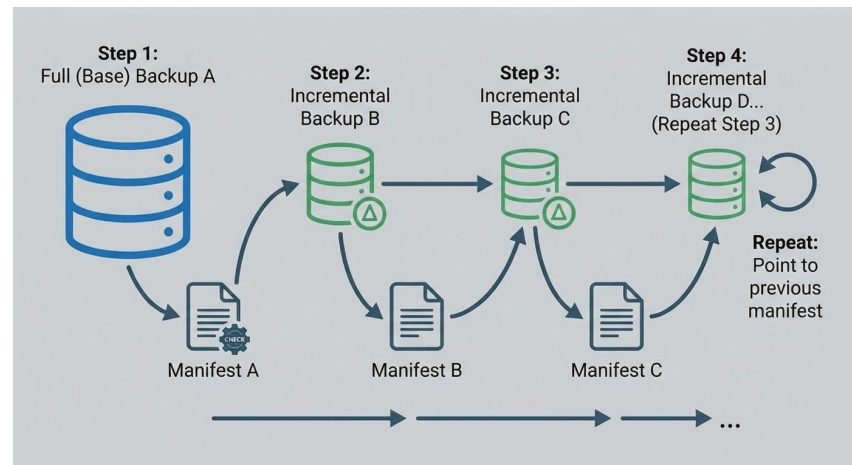 Step 1:
Full (Base) Backup A
Step 2:
Incremental
Backup B
Step 3:
Incremental
Backup C
Step 4:
Incremental
Backup D...
(Repeat Step 3)
Repeat:
Point to
previous
manifest
CHECK
Manifest A
Manifest B
Manifest C
...